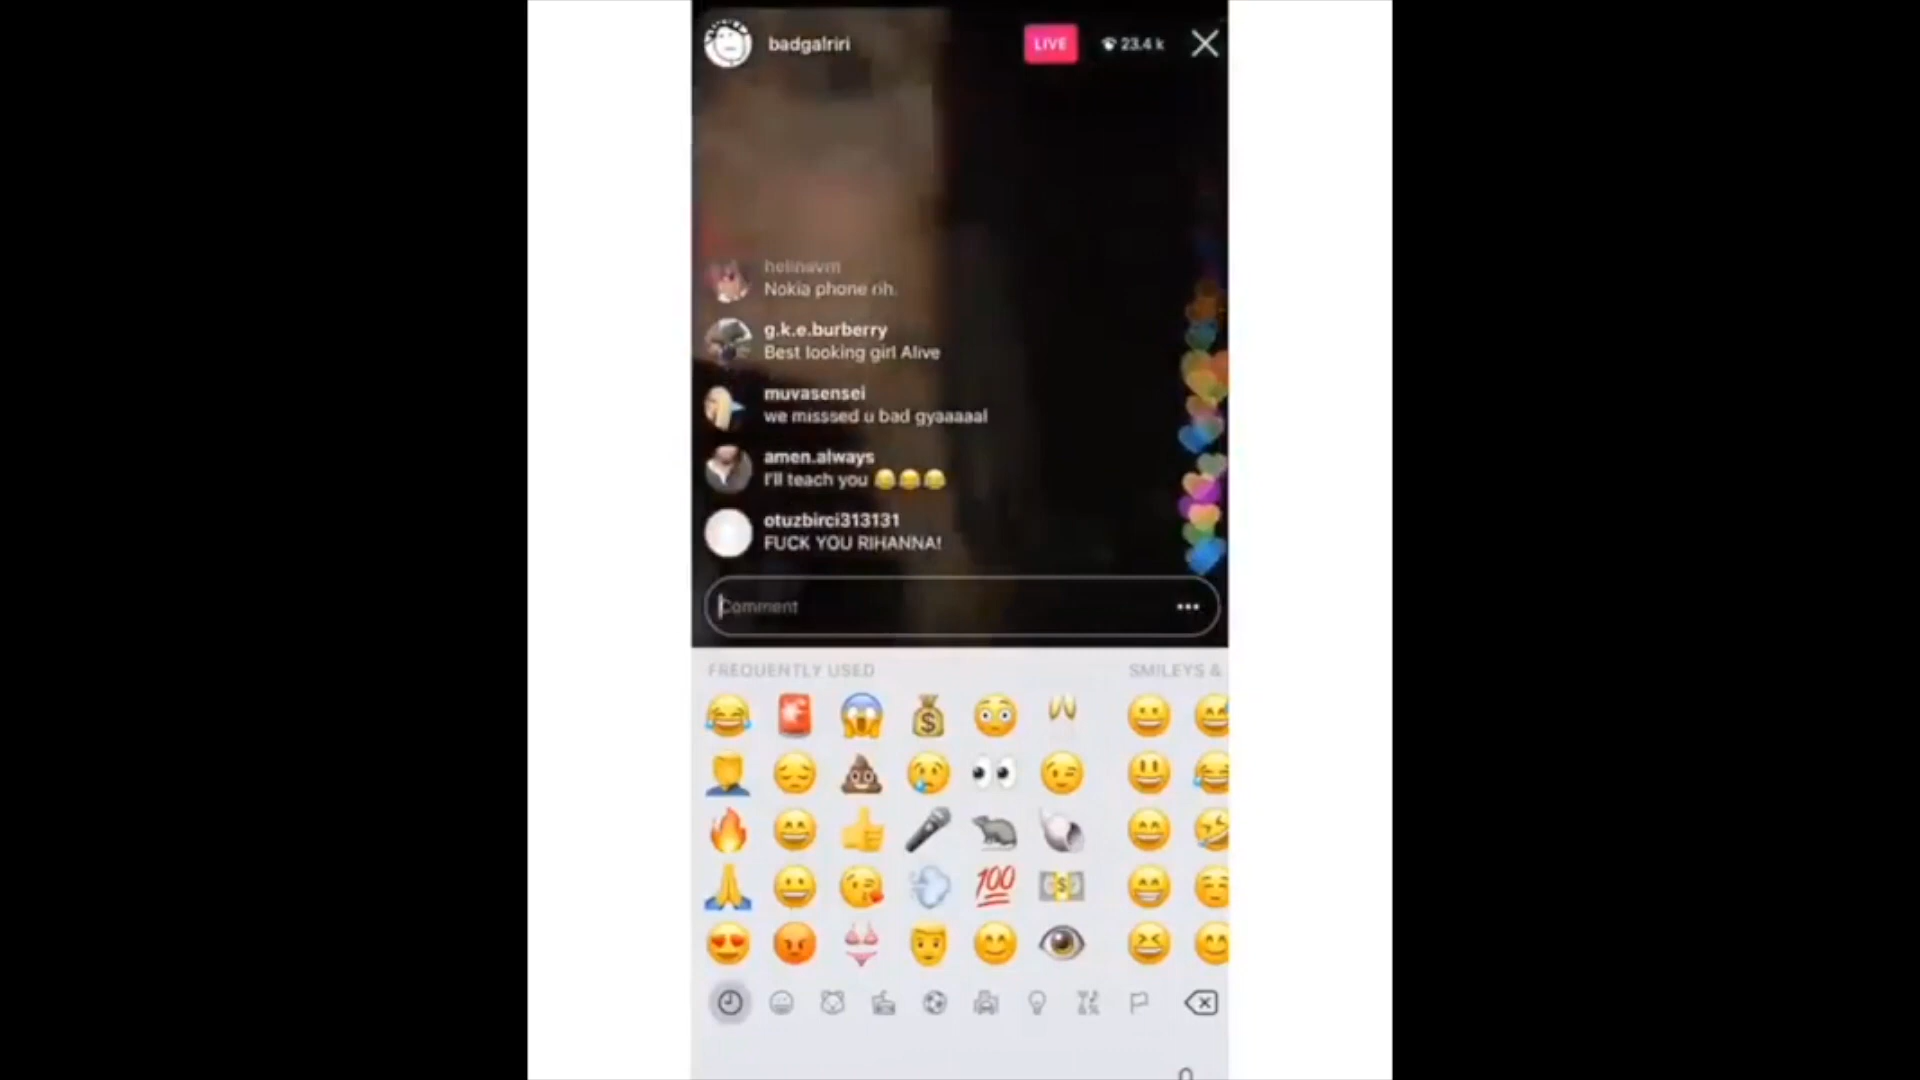 badgalriri
LIVE
23.4 k
helinavm
Nokia phone rih.
g.k.e.burberry
Best looking girl Alive
muvasensei
we misssed u bad gyaaaaal
amen.always
I'll teach you 😂😂😂
otuzbirci313131
FUCK YOU RIHANNA!
Comment
FREQUENTLY USED
SMILEYS &